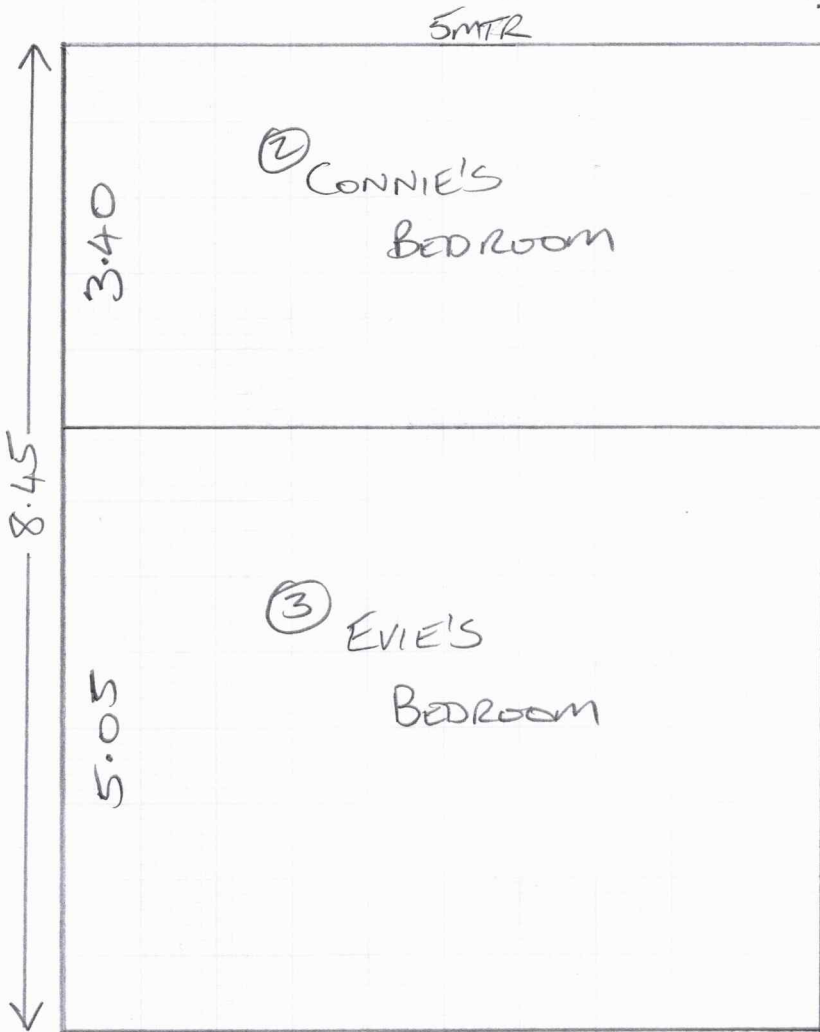 5MTR
② CONNIE'S
BEDROOM
3.40
8.45
③ EVIE'S
BEDROOM
5.05